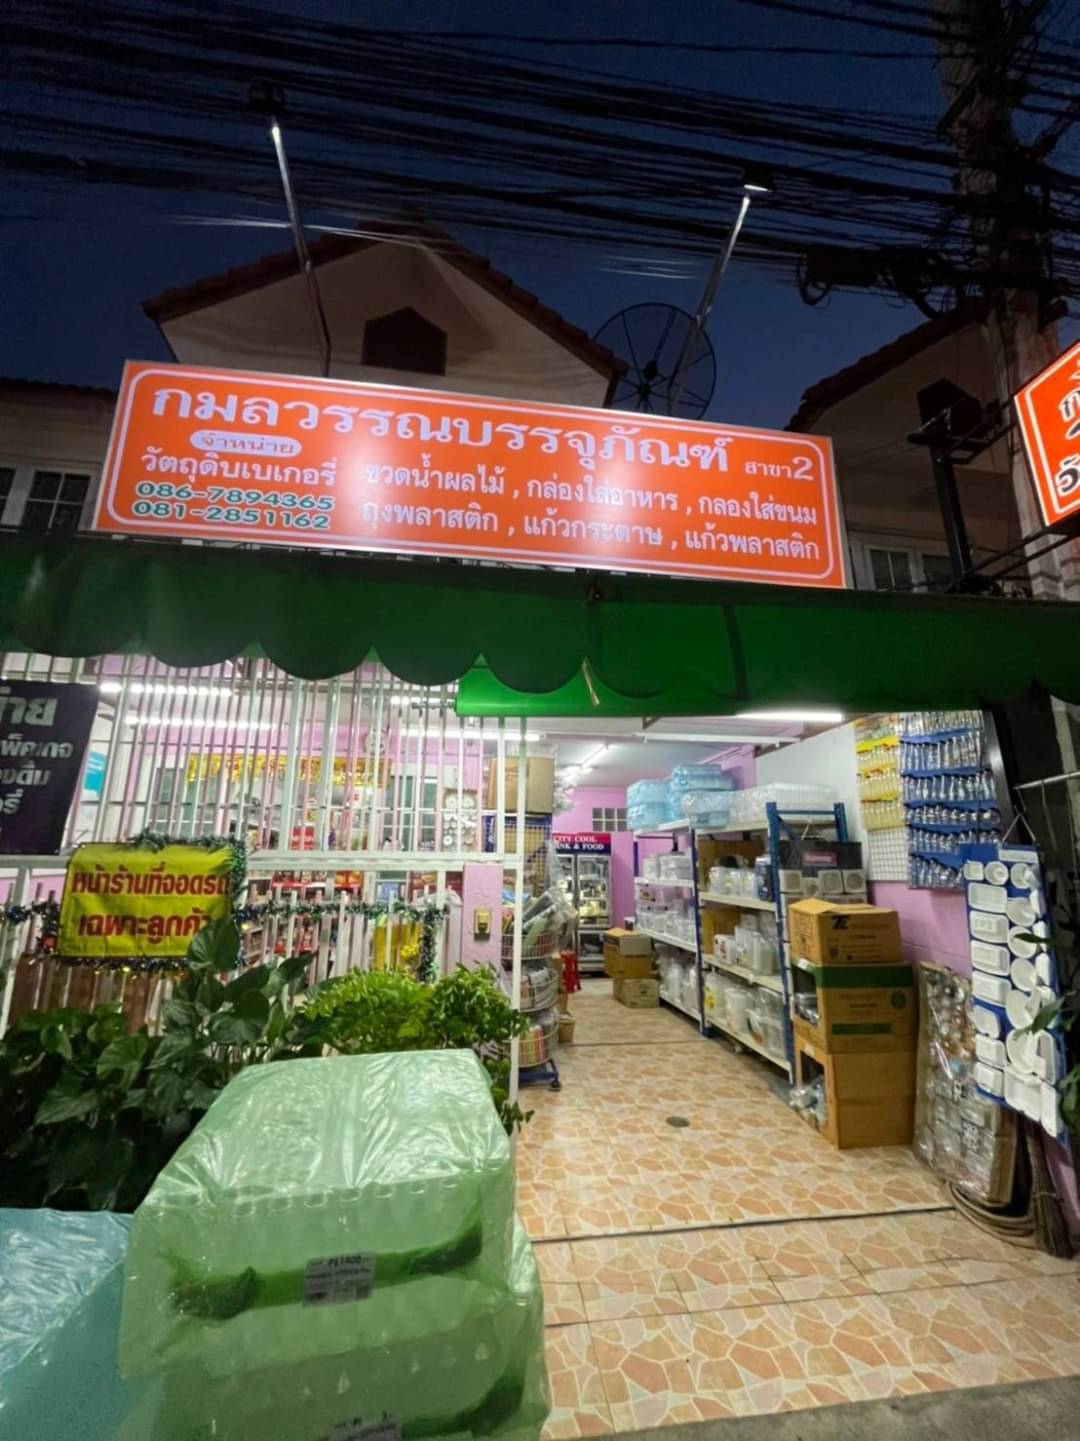 กมลวรรณบรรจุภัณฑ์ สาขา 2
จำหน่าย
วัตถุดิบเบเกอรี่ ขวดน้ำผลไม้ , กล่องใส่อาหาร , กลองใส่ขนม
086-7894365
081-2851162
ถุงพลาสติก , แก้วกระดาษ , แก้วพลาสติก
หน้าร้านที่จอดรถ
เฉพาะลูกค้า
CITY COOL
DRINK & FOOD